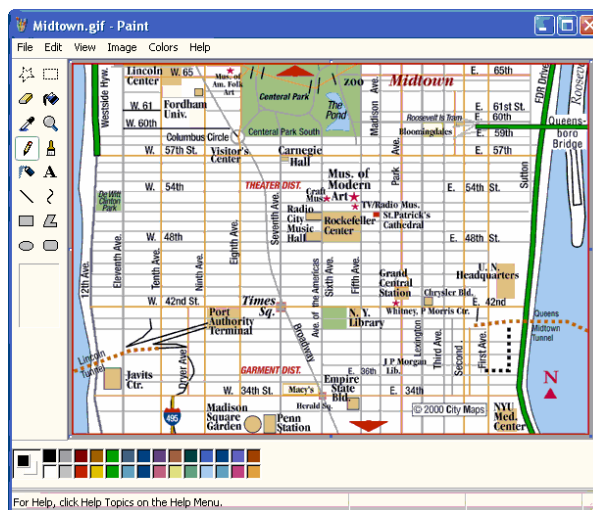 Midtown.gif - Paint
File Edit View Image Colors Help
Lincoln
Center
W. 65
Mus. of
Am. Folk
Art
Central Park
ZOO
Midtown
E. 65th
Westside Hyw.
W. 61
Fordham
Univ.
W. 60th
The
Pond
Madison Ave.
Roosevelt Is Tram
Bloomingdales
E. 61st St.
E. 60th
59th
FDR Drive
Roosevelt
Queens-
boro
Bridge
Columbus Circle
Central Park South
W. 57th St.
Visitor's
Center
Carnegie
Hall
E. 57th
Park Ave.
Sutton
Mus. of
Modern
Art
W. 54th
THEATER DIST.
Craft
Mus.
E. 54th St.
De Witt
Clinton
Park
TV/Radio Mus.
Radio
City
Music
Hall
Rockefeller
Center
St.Patrick's
Cathedral
W. 48th
E. 48th St.
12th Ave.
Eleventh Ave.
Tenth Ave.
Ninth Ave.
Eighth Ave.
Seventh Ave.
Ave. of the Americas
Sixth Ave.
Fifth Ave.
Grand
Central
Station
U. N.
Headquarters
Chrysler Bld.
W. 42nd St.
Times
Sq.
E. 42nd
Whitney, P Morris Ctr.
Port
Authority
Terminal
N. Y.
Library
Broadway
Lexington
Third Ave.
Second
First Ave.
Queens
Midtown
Tunnel
Lincoln
Tunnel
Dyer Ave
J P Morgan
Lib.
Javits
Ctr.
GARMENT DIST.
E. 36th
Empire
State
Bld.
W. 34th St.
Macy's
E. 34th
N
Herald Sq.
495
Madison
Square
Garden
Penn
Station
© 2000 City Maps
NYU
Med.
Center
For Help, click Help Topics on the Help Menu.